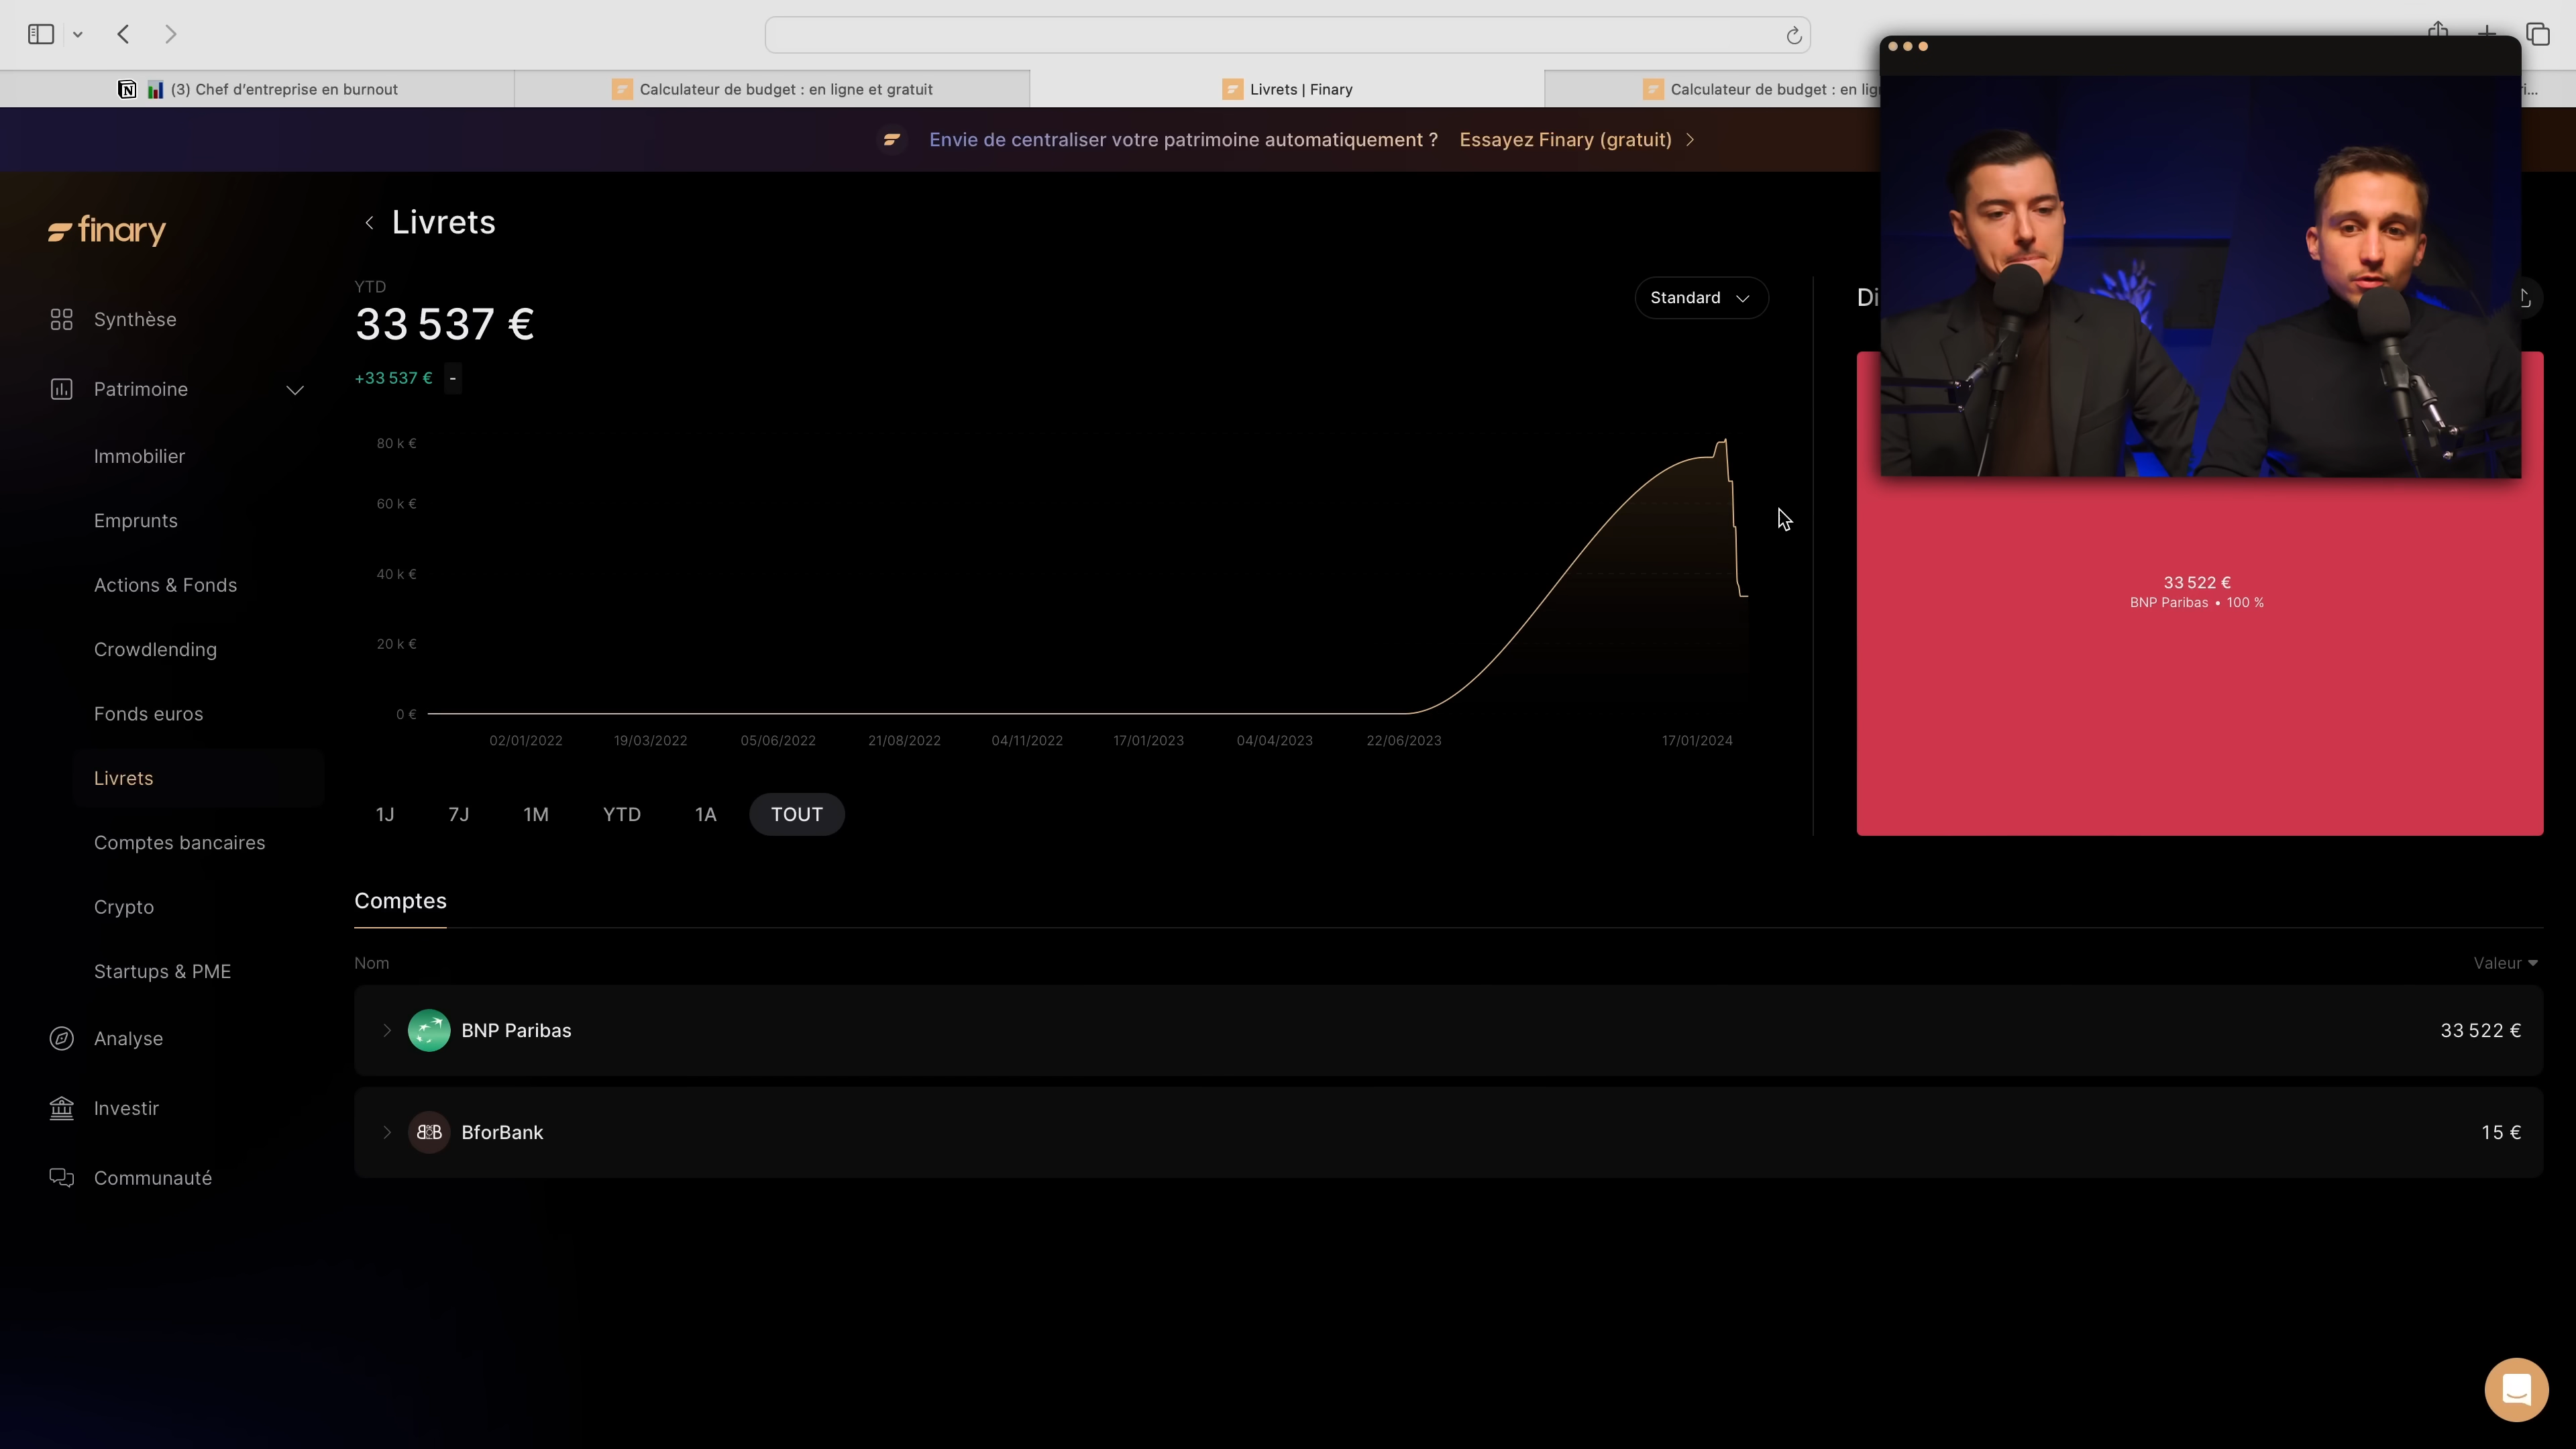 (3) Chef d'entreprise en burnout
Calculateur de budget : en ligne et gratuit
Livrets | Finary
Calculateur de budget : en
Envie de centraliser votre patrimoine automatiquement ? Essayez Finary (gratuit)
finary
Synthèse
Patrimoine
Immobilier
Emprunts
Actions & Fonds
Crowdlending
Fonds euros
Livrets
Comptes bancaires
Crypto
Startups & PME
Analyse
Investir
Communauté
Livrets
YTD
33 537 €
+33 537 € -
Standard
80 k €
60 k €
40 k €
20 k €
0 €
02/01/2022 19/03/2022 05/06/2022 21/08/2022 04/11/2022 17/01/2023 04/04/2023 22/06/2023 17/01/2024
1J 7J 1M YTD 1A TOUT
33 522 €
BNP Paribas • 100 %
Comptes
Nom Valeur
BNP Paribas 33 522 €
BforBank 15 €